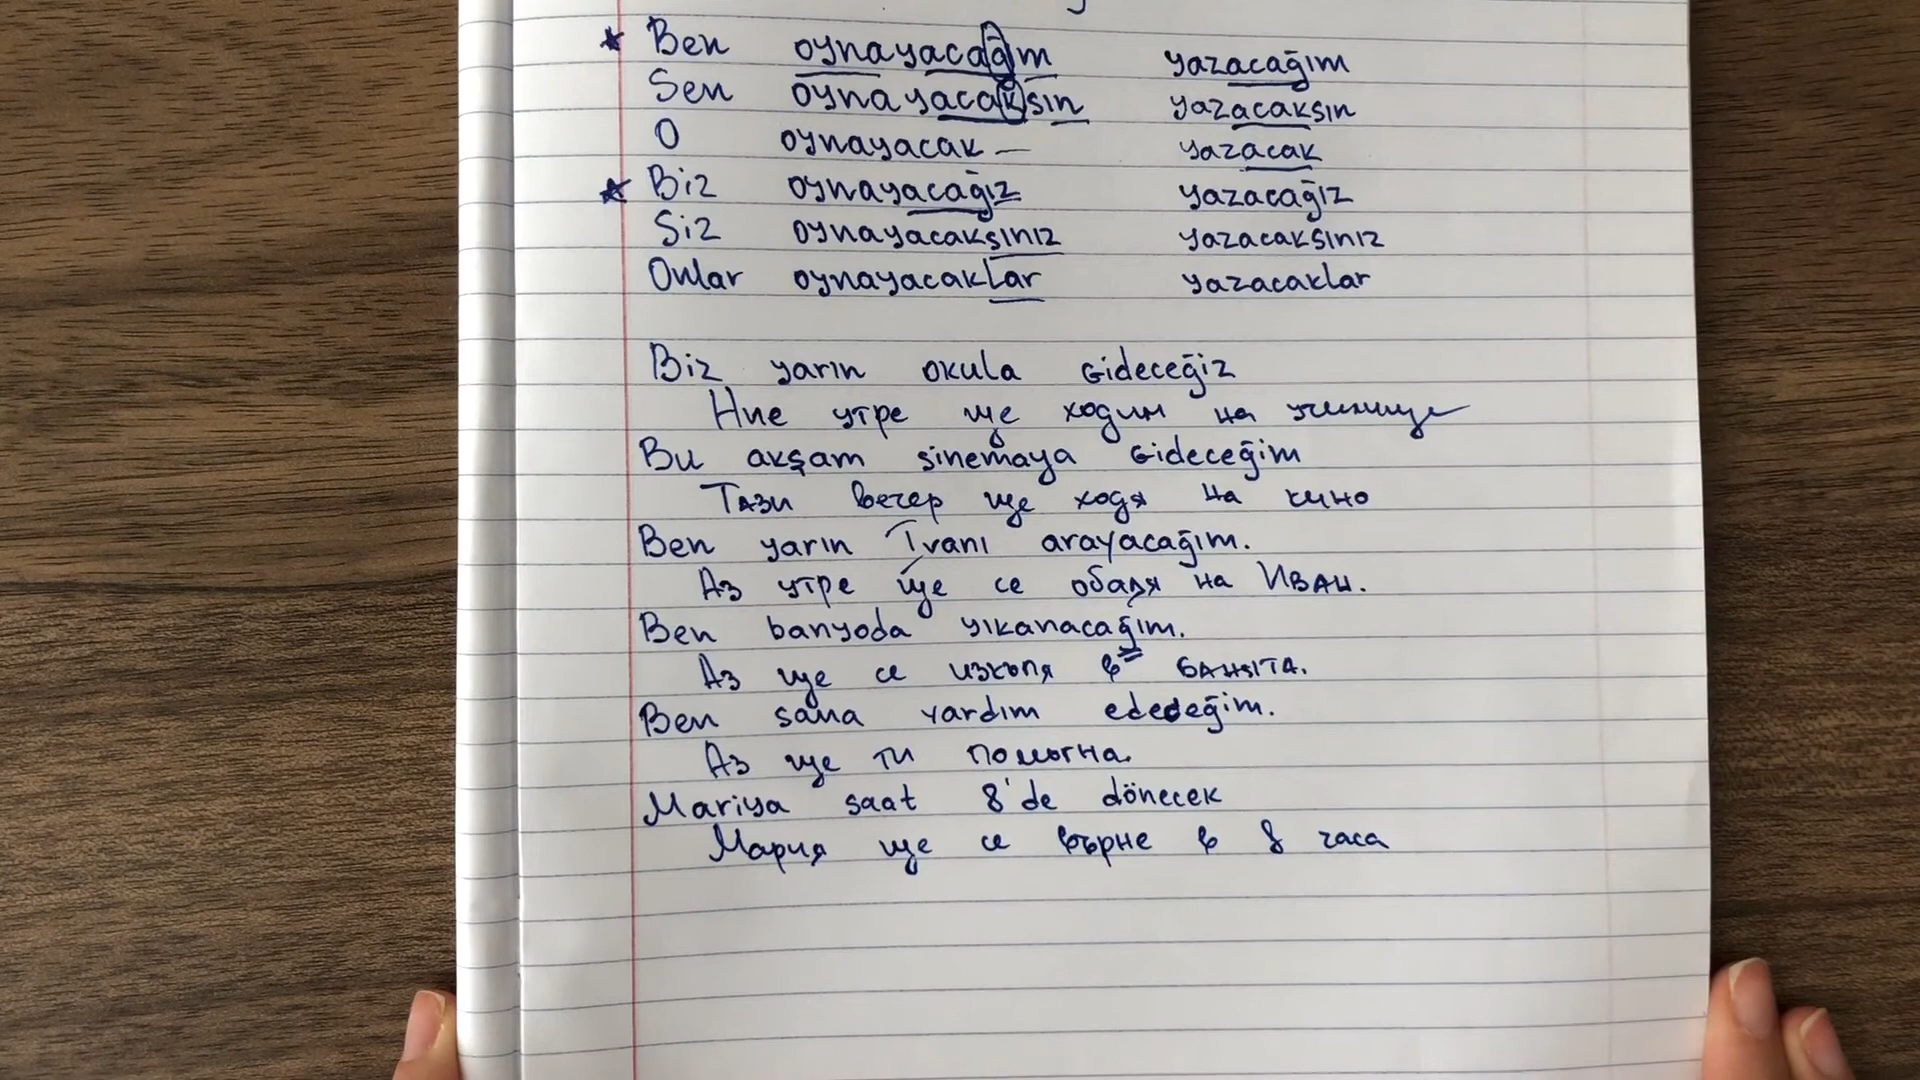 Ben oynayacağım yazacağım
Sen oynayacaksın yazacaksın
O oynayacak — yazacak
Biz oynayacağız yazacağız
Siz oynayacaksınız yazacaksınız
Onlar oynayacaklar yazacaklar
Biz yarın okula gideceğiz
Ние утре ще ходим на училище
Bu akşam sinemaya gideceğim
Тази вечер ще ходя на кино
Ben yarın Ivanı arayacağım.
Аз утре ще се обадя на Иван.
Ben banyoda yıkanacağım.
Аз ще се изкъпя в банята.
Ben sana yardım edeceğim.
Аз ще ти помогна.
Mariya saat 8'de dönecek
Мария ще се върне в 8 часа